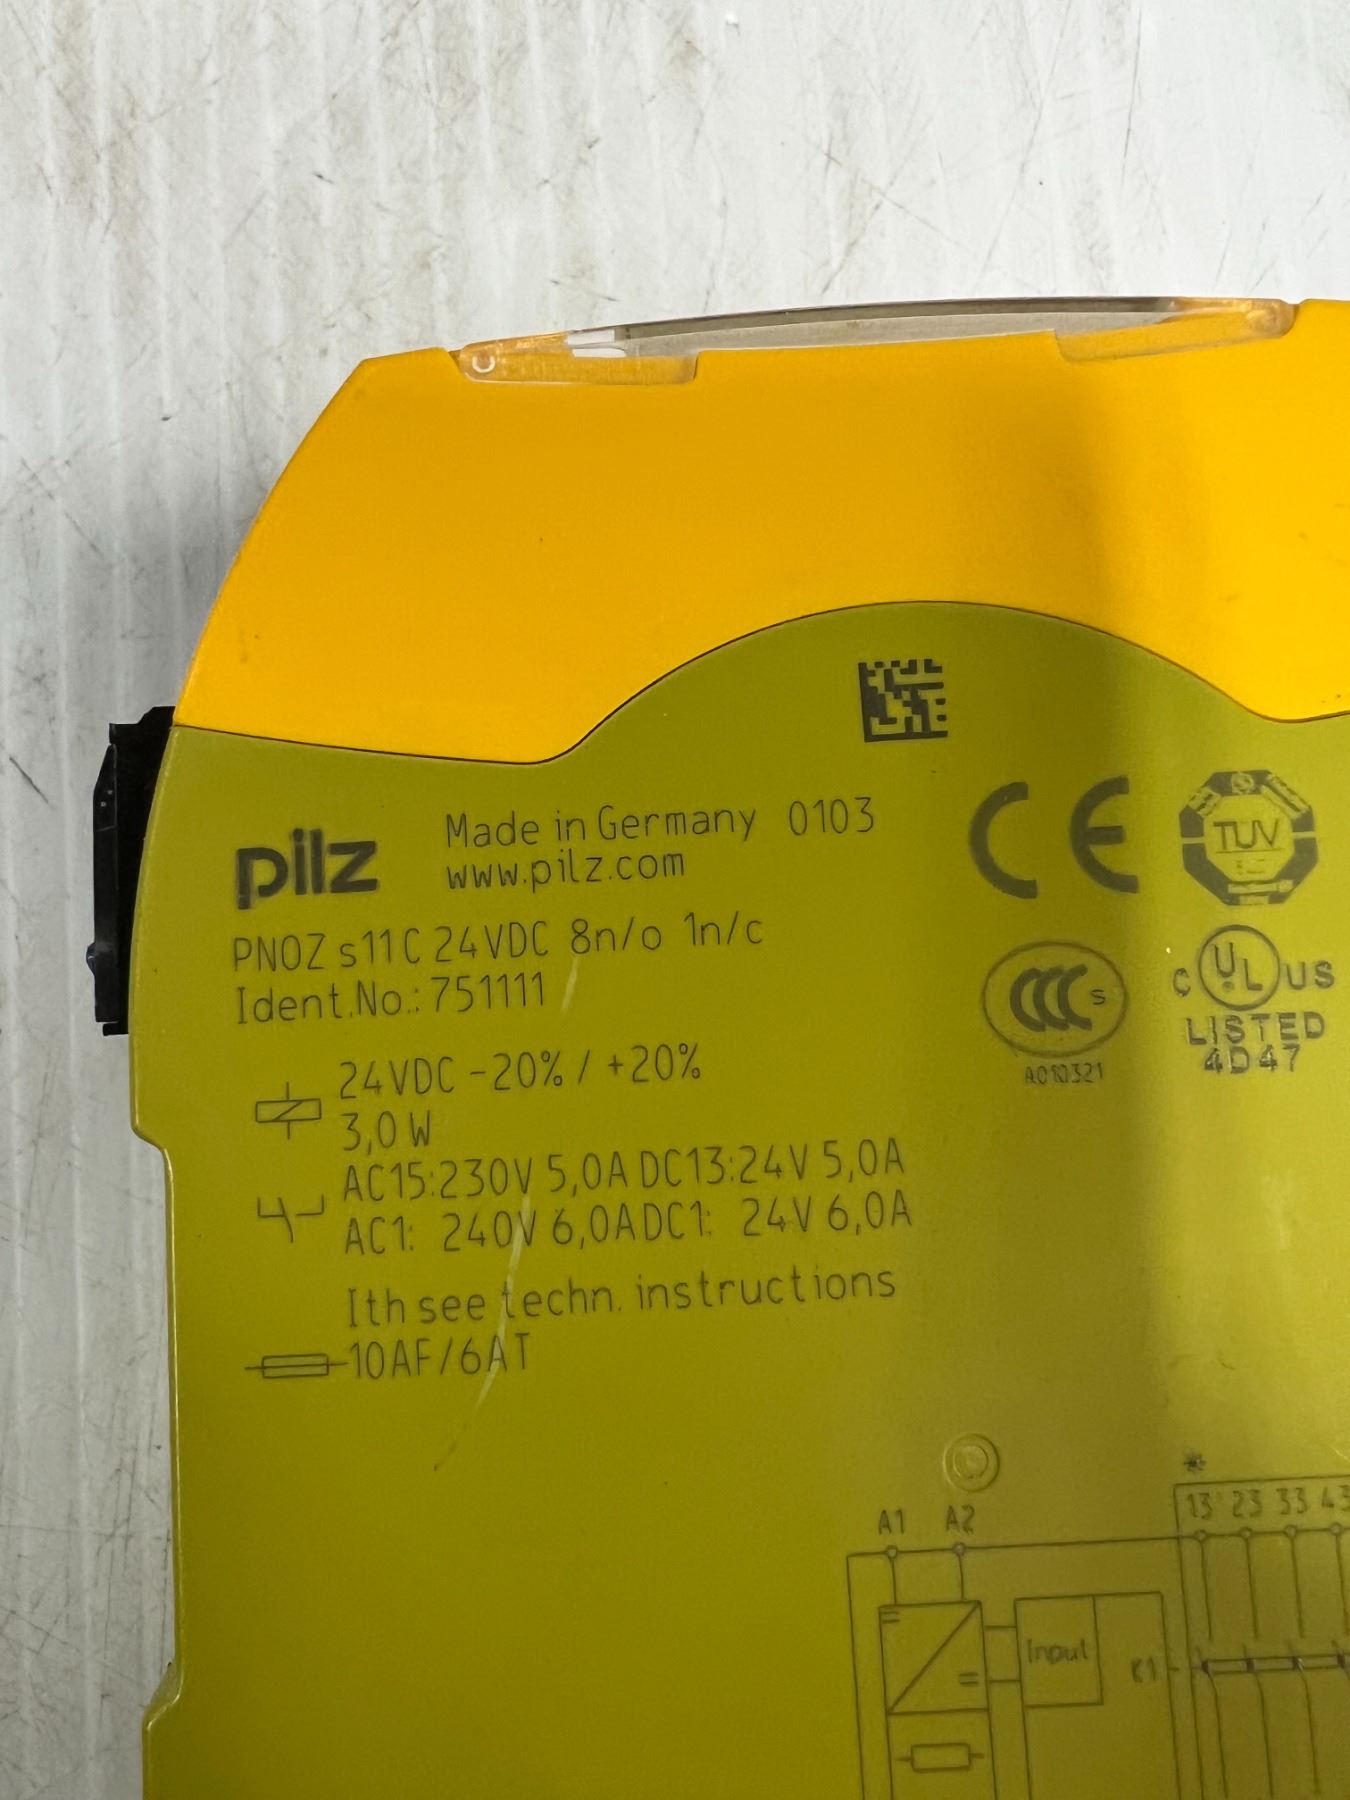 pilz Made in Germany 0103
www.pilz.com
PNOZ s11 C 24VDC 8n/o 1n/c
Ident.No.: 751111
24VDC -20% / +20%
3,0 W
AC15:230V 5,0A DC13:24V 5,0A
AC1: 240V 6,0A DC1: 24V 6,0A
Ith see techn. instructions
10AF/6AT
CE
TUV
CCC S
A010321
C UL US
LISTED
4D47
A1 A2
* 
13 23 33 43
Input
K1